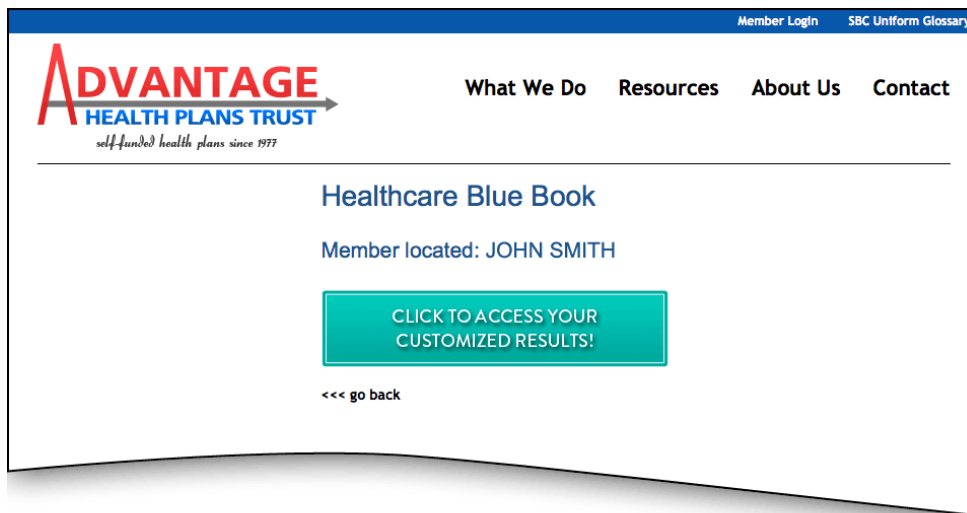 Member Login SBC Uniform Glossary
ADVANTAGE
HEALTH PLANS TRUST
self-funded health plans since 1977
What We Do Resources About Us Contact
Healthcare Blue Book
Member located: JOHN SMITH
CLICK TO ACCESS YOUR
CUSTOMIZED RESULTS!
<<< go back